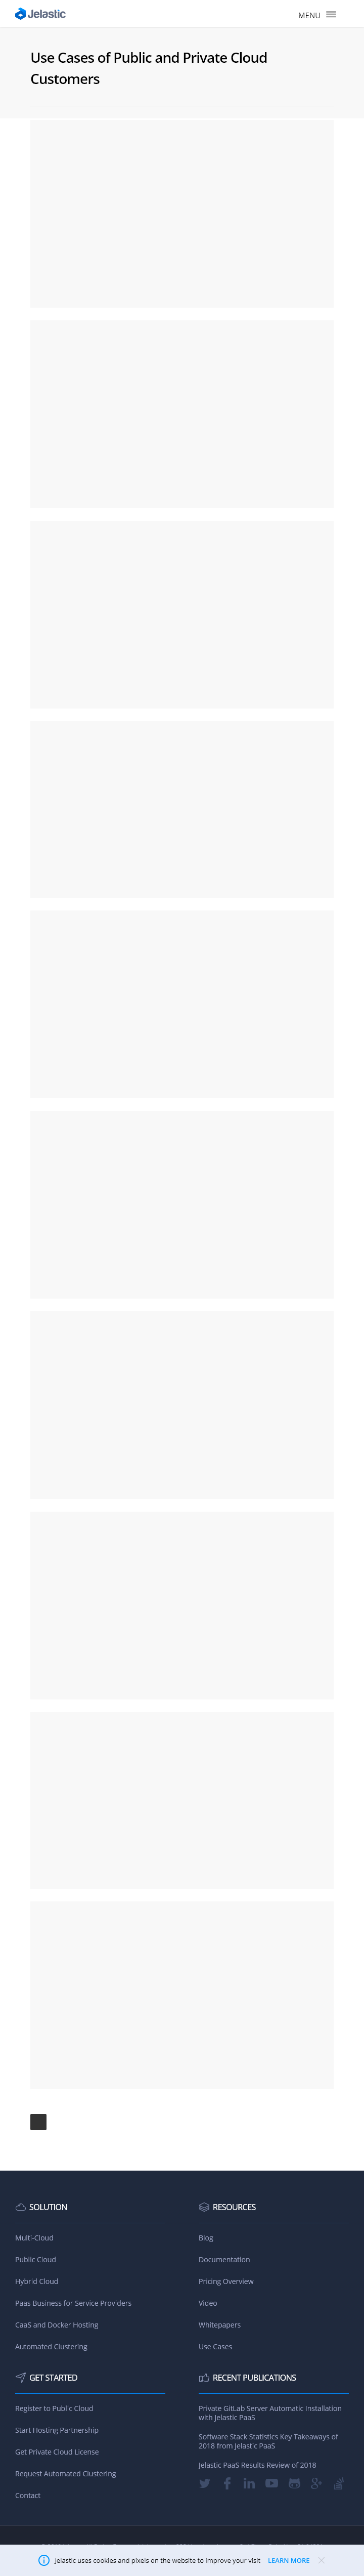 Jelastic
MENU
Use Cases of Public and Private Cloud
Customers
SOLUTION
Multi-Cloud
Public Cloud
Hybrid Cloud
Paas Business for Service Providers
CaaS and Docker Hosting
Automated Clustering
RESOURCES
Blog
Documentation
Pricing Overview
Video
Whitepapers
Use Cases
GET STARTED
Register to Public Cloud
Start Hosting Partnership
Get Private Cloud License
Request Automated Clustering
Contact
RECENT PUBLICATIONS
Private GitLab Server Automatic Installation
with Jelastic PaaS
Software Stack Statistics Key Takeaways of
2018 from Jelastic PaaS
Jelastic PaaS Results Review of 2018
Jelastic uses cookies and pixels on the website to improve your visit LEARN MORE